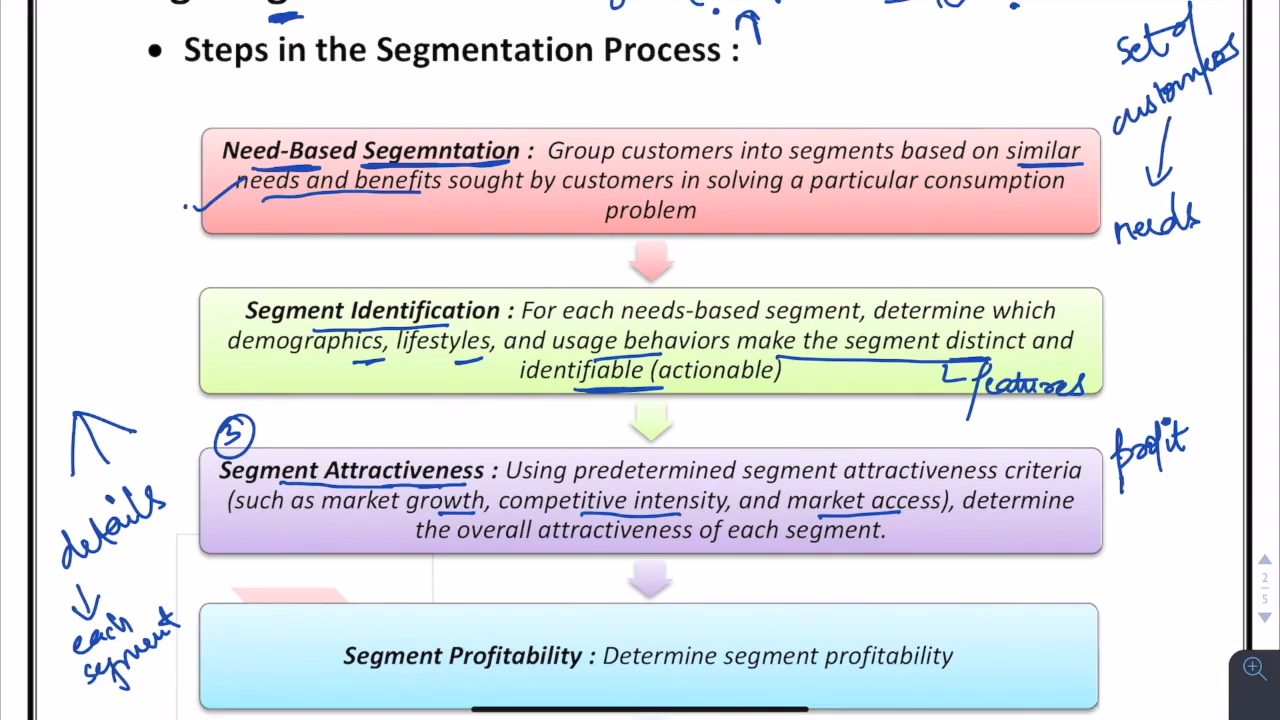 • Steps in the Segmentation Process :
set of
customers
needs
Need-Based Segemntation : Group customers into segments based on similar
needs and benefits sought by customers in solving a particular consumption
problem
Segment Identification : For each needs-based segment, determine which
demographics, lifestyles, and usage behaviors make the segment distinct and
identifiable (actionable)
features
3
profit
Segment Attractiveness : Using predetermined segment attractiveness criteria
(such as market growth, competitive intensity, and market access), determine
the overall attractiveness of each segment.
details
each
segment
2
5
Segment Profitability : Determine segment profitability